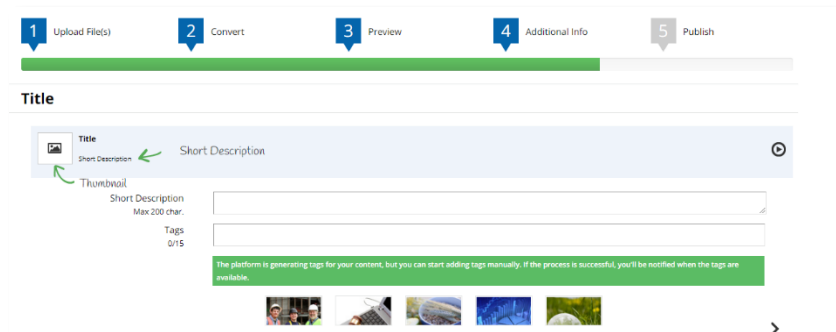 1 Upload File(s) 2 Convert 3 Preview 4 Additional Info 5 Publish
Title
Title
Short Description Short Description
Thumbnail
Short Description
Max 200 char.
Tags
0/15
The platform is generating tags for your content, but you can start adding tags manually. If the process is successful, you'll be notified when the tags are
available.